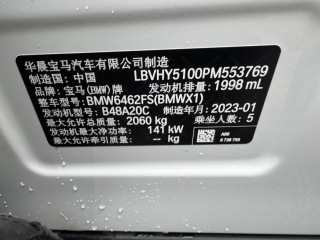 华晨宝马汽车有限公司
制造国：中国 LBVHY5100PM553769
品牌：宝马(BMW)牌 发动机排量：1998 mL
整车型号：BMW6462FS(BMWX1)
发动机型号：B48A20C 制造年月：2023-01
最大允许总质量：2060 kg 乘坐人数：5
发动机最大净功率：141 kW
最大允许牵引质量：-- kg